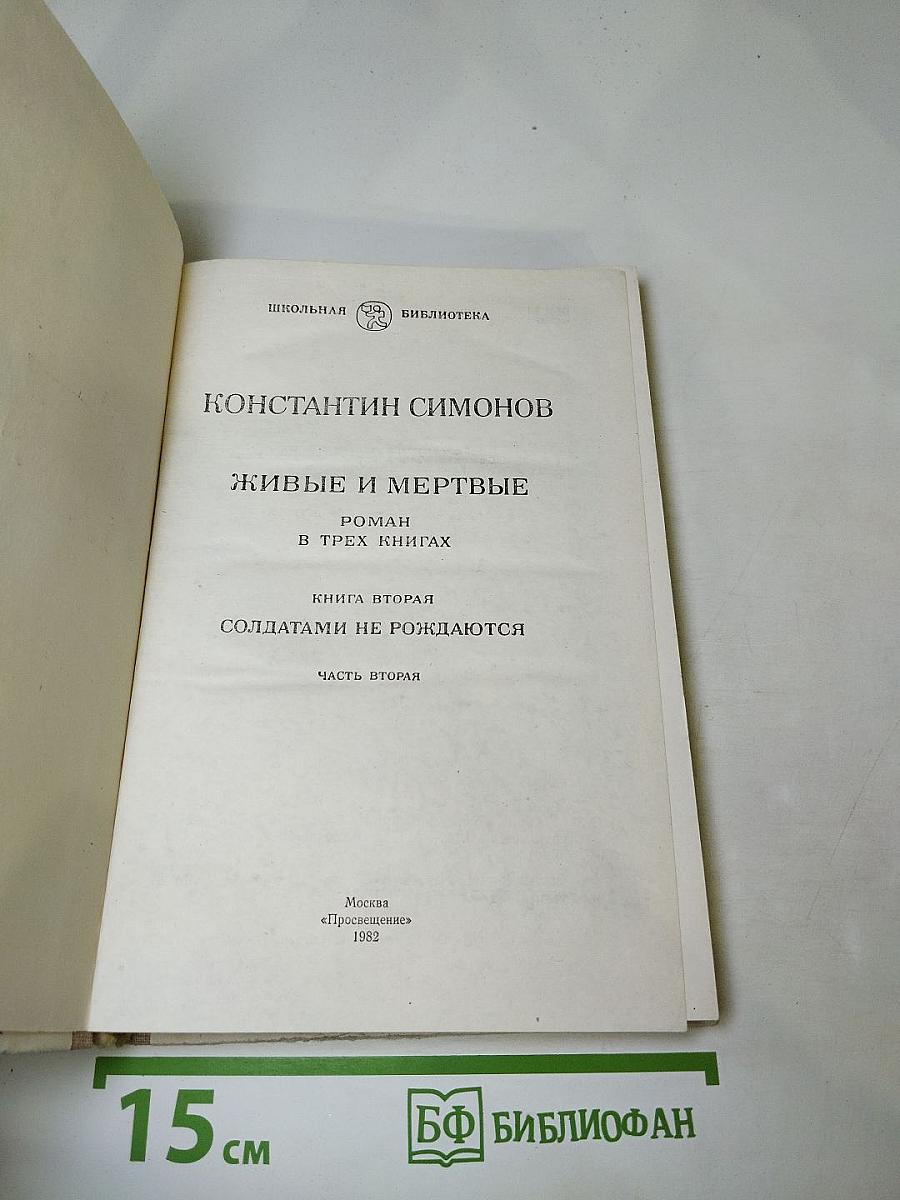 ШКОЛЬНАЯ БИБЛИОТЕКА
КОНСТАНТИН СИМОНОВ
ЖИВЫЕ И МЕРТВЫЕ
РОМАН
В ТРЕХ КНИГАХ
КНИГА ВТОРАЯ
СОЛДАТАМИ НЕ РОЖДАЮТСЯ
ЧАСТЬ ВТОРАЯ
Москва
«Просвещение»
1982
15 см
БФ БИБЛИОФАН